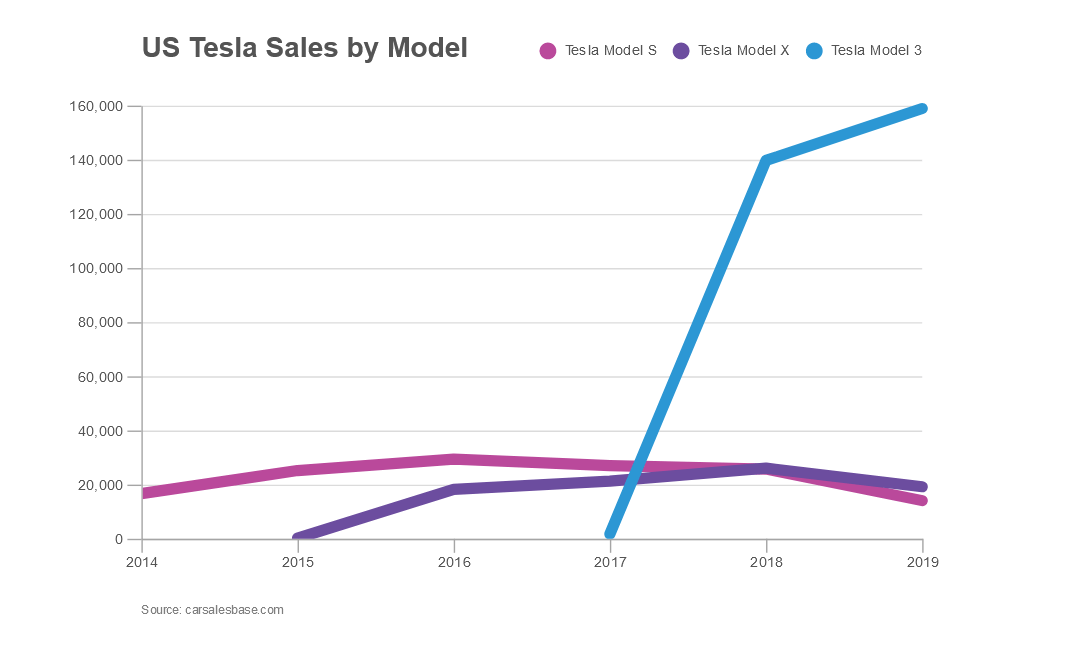 US Tesla Sales by Model
Tesla Model S Tesla Model X Tesla Model 3
160,000
140,000
120,000
100,000
80,000
60,000
40,000
20,000
0
2014 2015 2016 2017 2018 2019
Source: carsalesbase.com